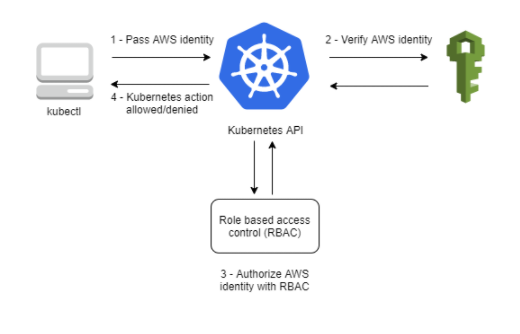 1 - Pass AWS identity
2 - Verify AWS identity
4 - Kubernetes action
allowed/denied
kubectl
Kubernetes API
Role based access
control (RBAC)
3 - Authorize AWS
identity with RBAC